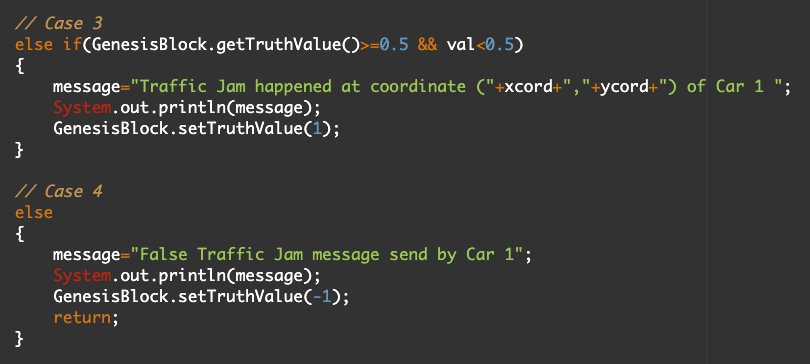 // Case 3
else if(GenesisBlock.getTruthValue()>=0.5 && val<0.5)
{
message="Traffic Jam happened at coordinate ("+xcord+","+ycord+") of Car 1 ";
System.out.println(message);
GenesisBlock.setTruthValue(1);
}
// Case 4
else
{
message="False Traffic Jam message send by Car 1";
System.out.println(message);
GenesisBlock.setTruthValue(-1);
return;
}